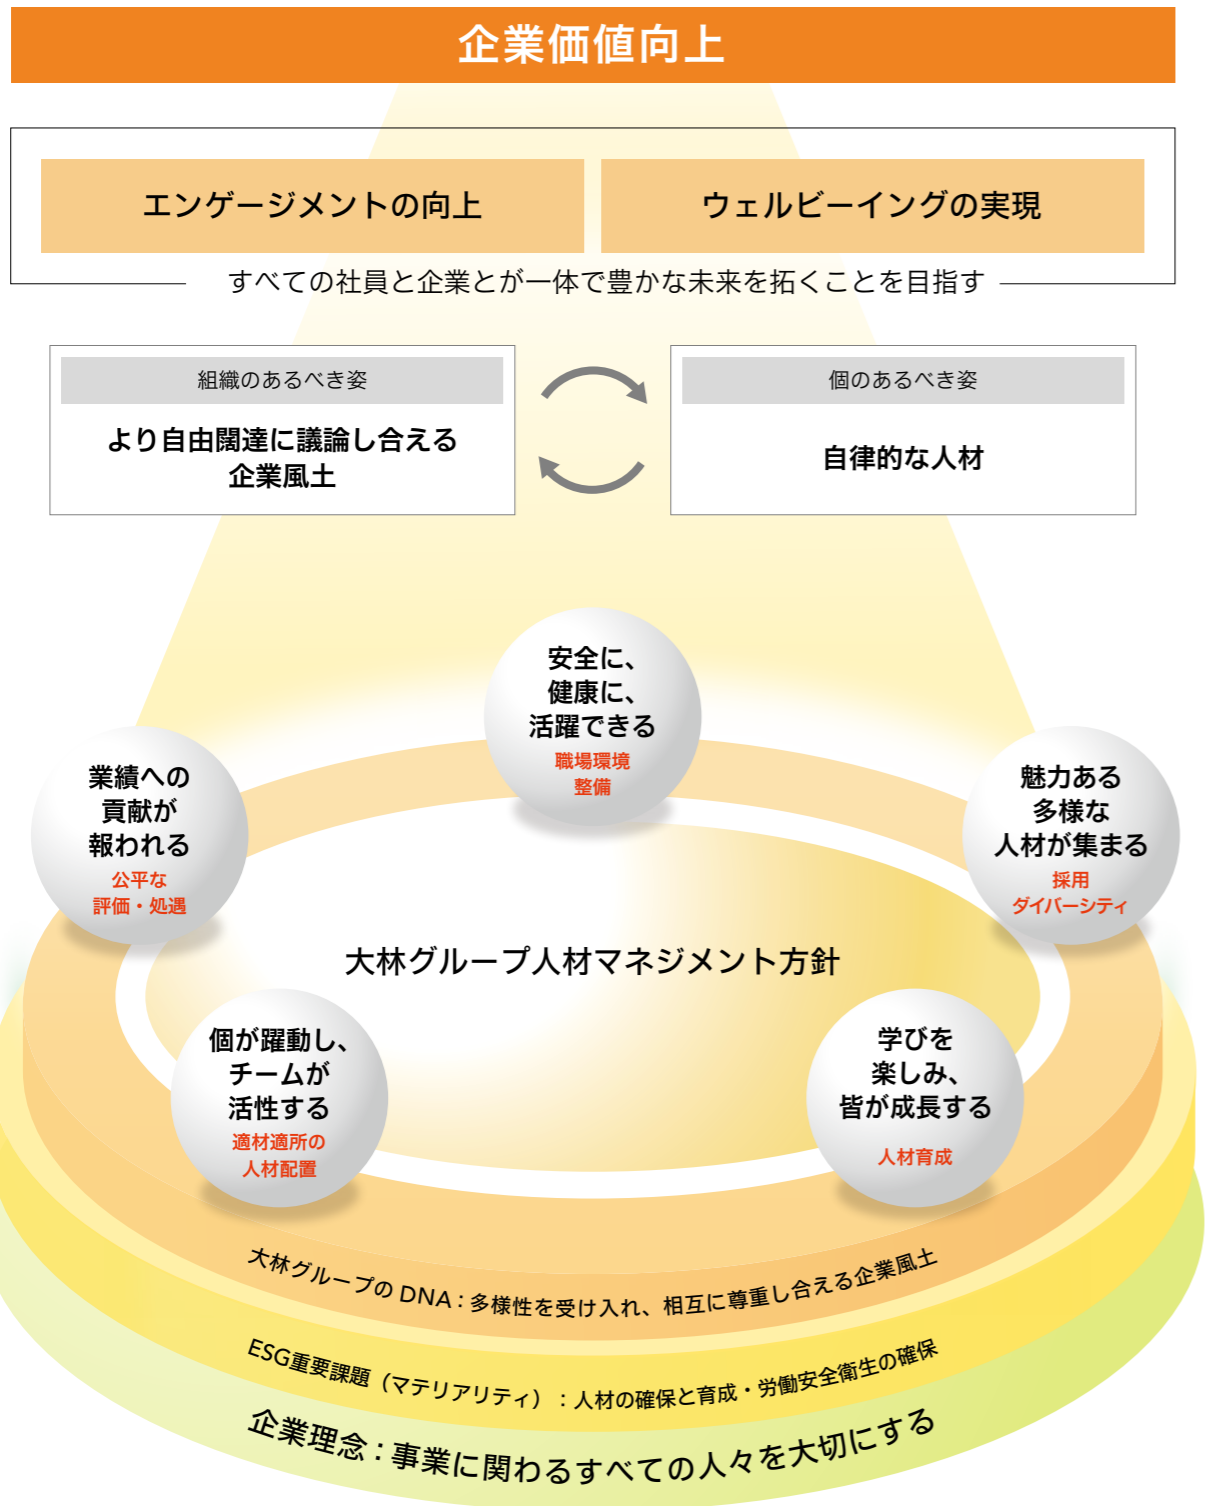 企業価値向上
エンゲージメントの向上
ウェルビーイングの実現
すべての社員と企業とが一体で豊かな未来を拓くことを目指す
組織のあるべき姿
より自由闊達に議論し合える
企業風土
個のあるべき姿
自律的な人材
安全に、
健康に、
活躍できる
職場環境
整備
業績への
貢献が
報われる
公平な
評価・処遇
魅力ある
多様な
人材が集まる
採用
ダイバーシティ
大林グループ人材マネジメント方針
個が躍動し、
チームが
活性する
適材適所の
人材配置
学びを
楽しみ、
皆が成長する
人材育成
大林グループの DNA：多様性を受け入れ、相互に尊重し合える企業風土
ESG重要課題（マテリアリティ）：人材の確保と育成・労働安全衛生の確保
企業理念：事業に関わるすべての人々を大切にする